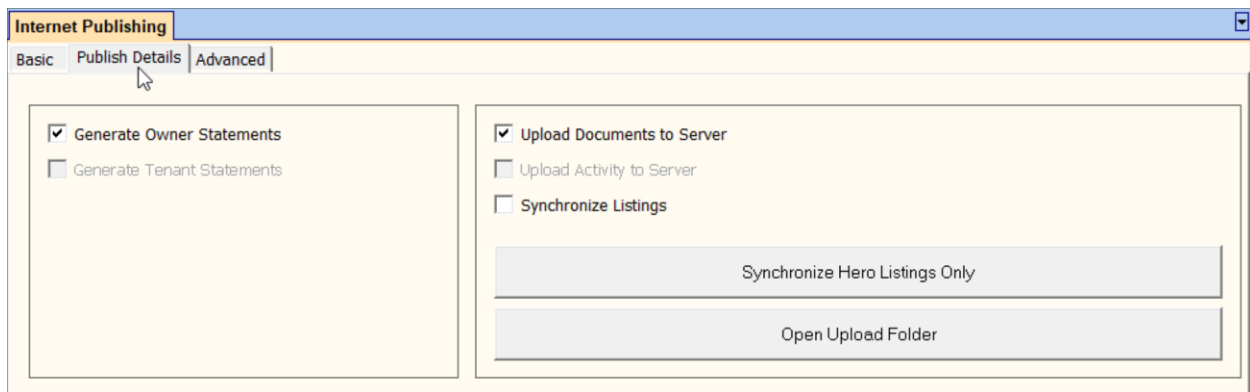 Internet Publishing
Basic Publish Details Advanced
Generate Owner Statements
Generate Tenant Statements
Upload Documents to Server
Upload Activity to Server
Synchronize Listings
Synchronize Hero Listings Only
Open Upload Folder